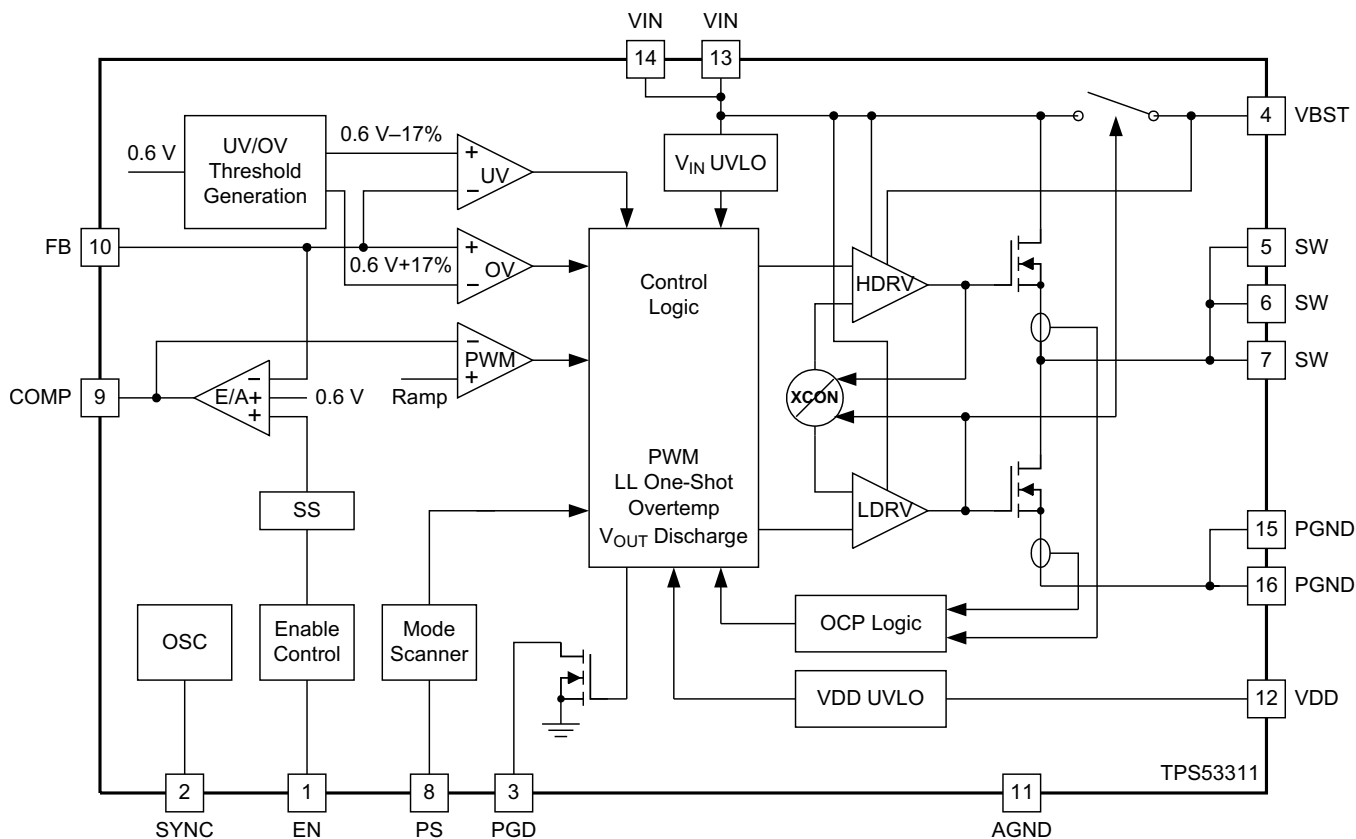 VIN
VIN
14
13
4
VBST
0.6 V
UV/OV
Threshold
Generation
0.6 V–17%
+
–
UV
VIN UVLO
FB
10
0.6 V+17%
+
–
OV
Control
Logic
HDRV
5
SW
6
SW
7
SW
COMP
9
E/A
–
+
+
0.6 V
–
+
PWM
Ramp
XCON
PWM
LL One-Shot
Overtemp
VOUT Discharge
LDRV
SS
15
PGND
16
PGND
OSC
Enable
Control
Mode
Scanner
OCP Logic
VDD UVLO
12
VDD
TPS53311
2
SYNC
1
EN
8
PS
3
PGD
11
AGND